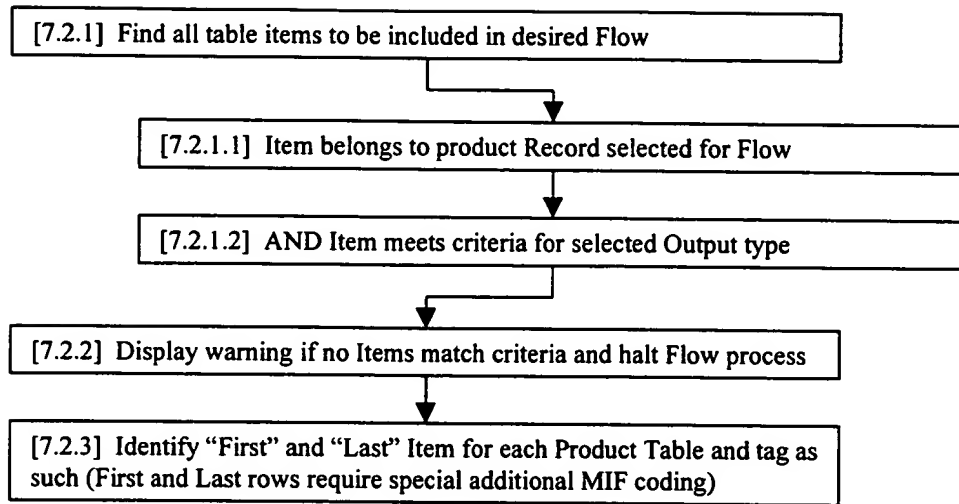 [7.2.1] Find all table items to be included in desired Flow
[7.2.1.1] Item belongs to product Record selected for Flow
[7.2.1.2] AND Item meets criteria for selected Output type
[7.2.2] Display warning if no Items match criteria and halt Flow process
[7.2.3] Identify “First” and “Last” Item for each Product Table and tag as
such (First and Last rows require special additional MIF coding)